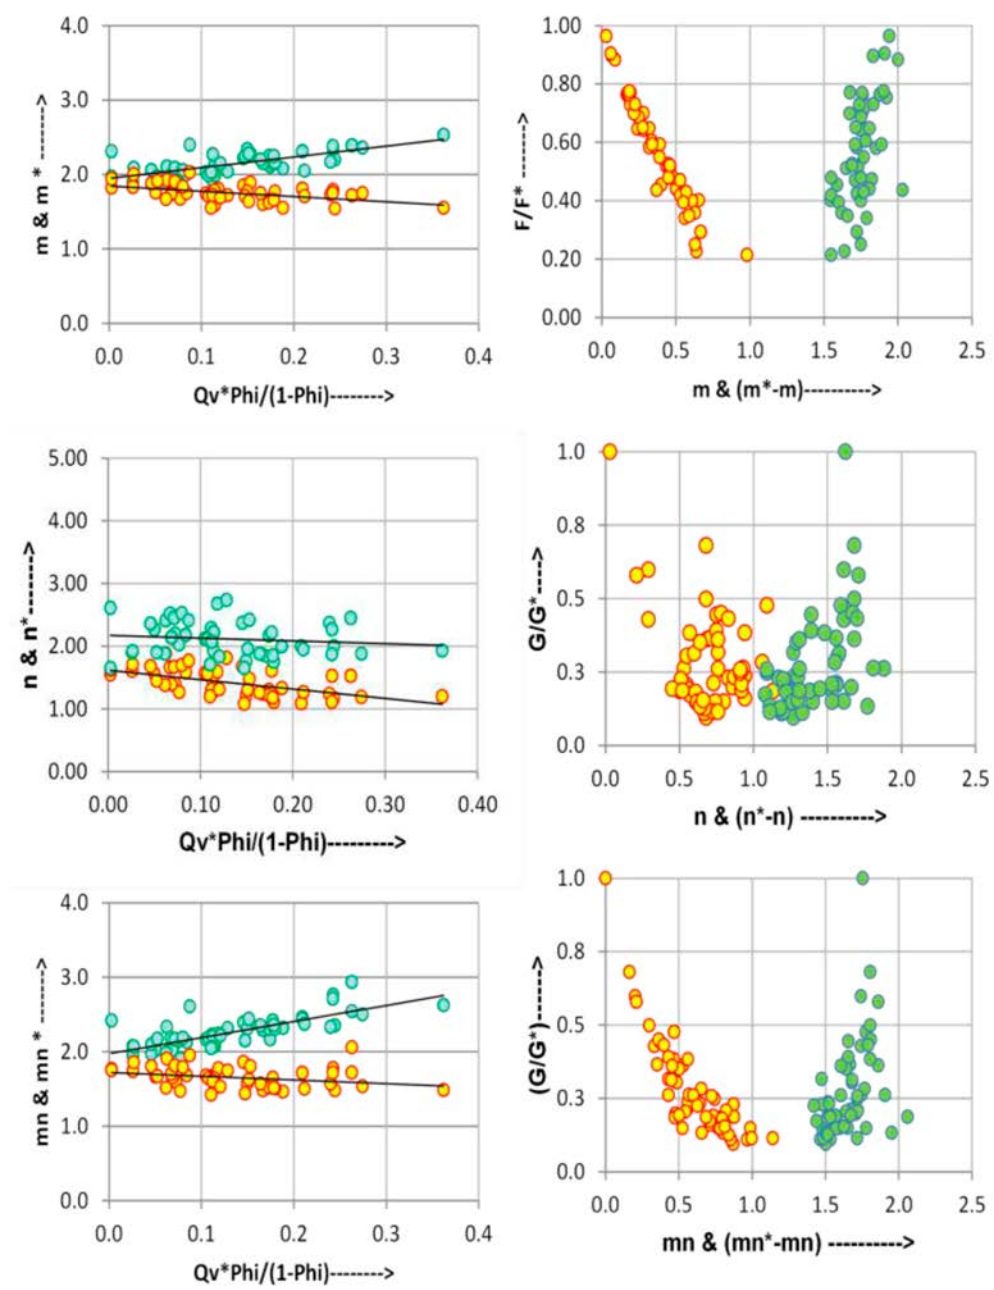 4.0
3.0
2.0
1.0
0.0
0.0 0.1 0.2 0.3 0.4
m & m * ------->
Qv*Phi/(1-Phi)-------->
1.00
0.80
0.60
0.40
0.20
0.00
0.0 0.5 1.0 1.5 2.0 2.5
F/F* ------->
m & (m*-m)---------->
5.00
4.00
3.00
2.00
1.00
0.00
0.00 0.10 0.20 0.30 0.40
n & n*------->
Qv*Phi/(1-Phi)--------->
1.0
0.8
0.5
0.3
0.0
0.0 0.5 1.0 1.5 2.0 2.5
G/G*---->
n & (n*-n) ---------->
4.0
3.0
2.0
1.0
0.0
0.0 0.1 0.2 0.3 0.4
mn & mn * ------->
Qv*Phi/(1-Phi)-------->
1.0
0.8
0.5
0.3
0.0
0.0 0.5 1.0 1.5 2.0 2.5
(G/G*)------>
mn & (mn*-mn) ---------->